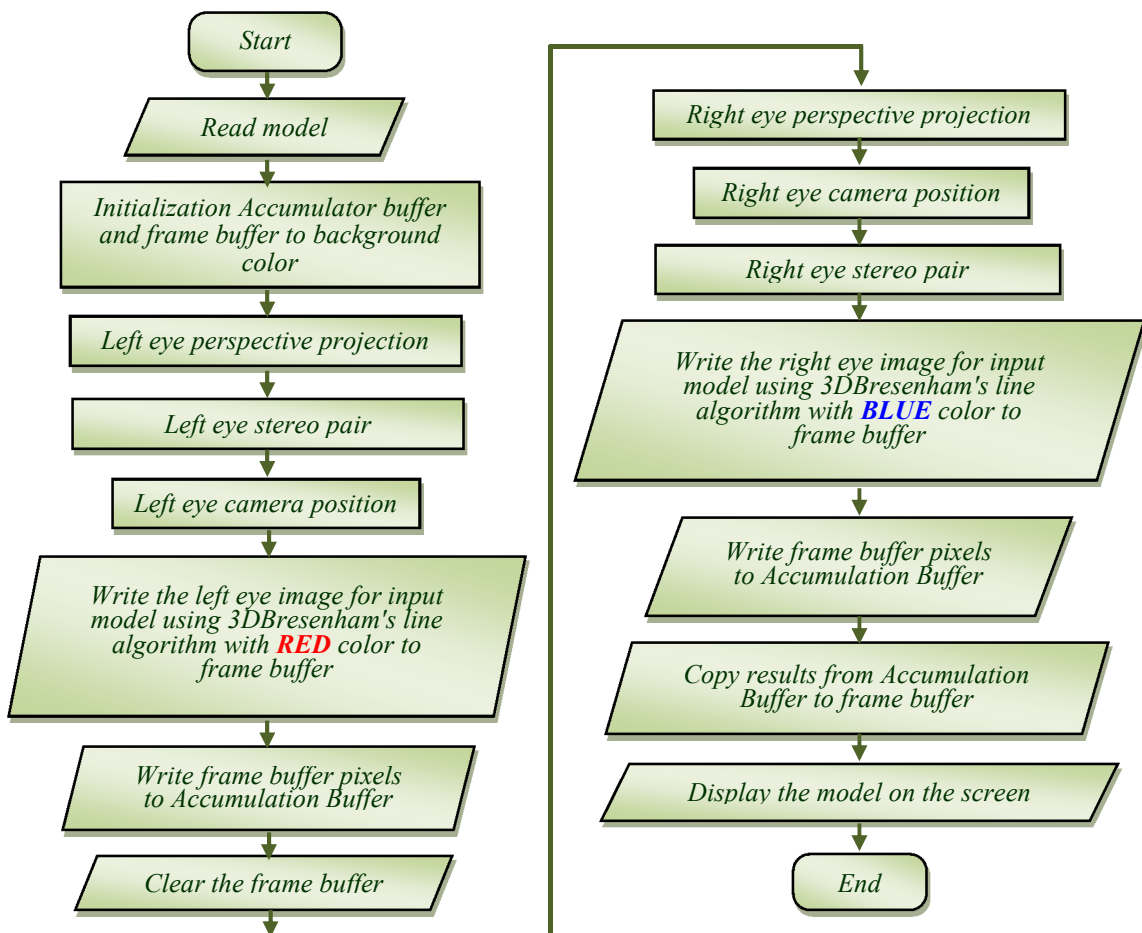 Start
Read model
Initialization Accumulator buffer
and frame buffer to background
color
Left eye perspective projection
Left eye stereo pair
Left eye camera position
Write the left eye image for input
model using 3DBresenham's line
algorithm with RED color to
frame buffer
Write frame buffer pixels
to Accumulation Buffer
Clear the frame buffer
Right eye perspective projection
Right eye camera position
Right eye stereo pair
Write the right eye image for input
model using 3DBresenham's line
algorithm with BLUE color to
frame buffer
Write frame buffer pixels
to Accumulation Buffer
Copy results from Accumulation
Buffer to frame buffer
Display the model on the screen
End